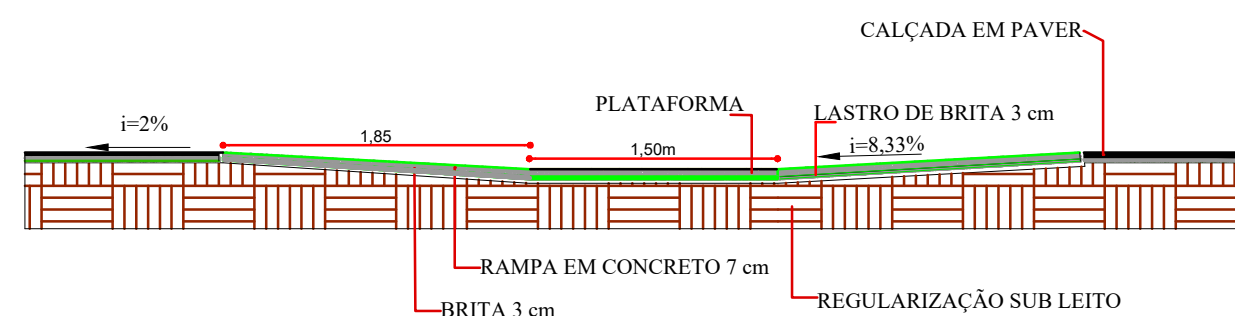 CALÇADA EM PAVER
PLATAFORMA
LASTRO DE BRITA 3 cm
i=2%
1,85
1,50m
i=8,33%
RAMPA EM CONCRETO 7 cm
BRITA 3 cm
REGULARIZAÇÃO SUB LEITO